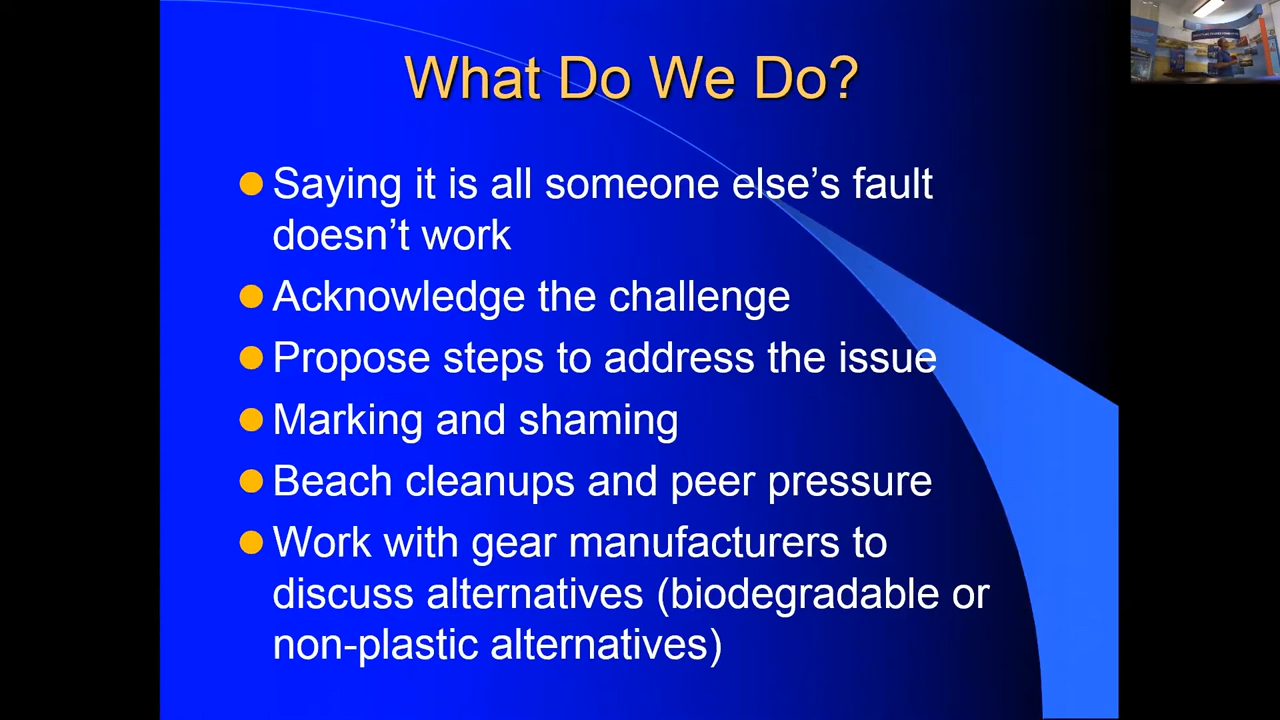 What Do We Do?
Saying it is all someone else’s fault
doesn’t work
Acknowledge the challenge
Propose steps to address the issue
Marking and shaming
Beach cleanups and peer pressure
Work with gear manufacturers to
discuss alternatives (biodegradable or
non-plastic alternatives)